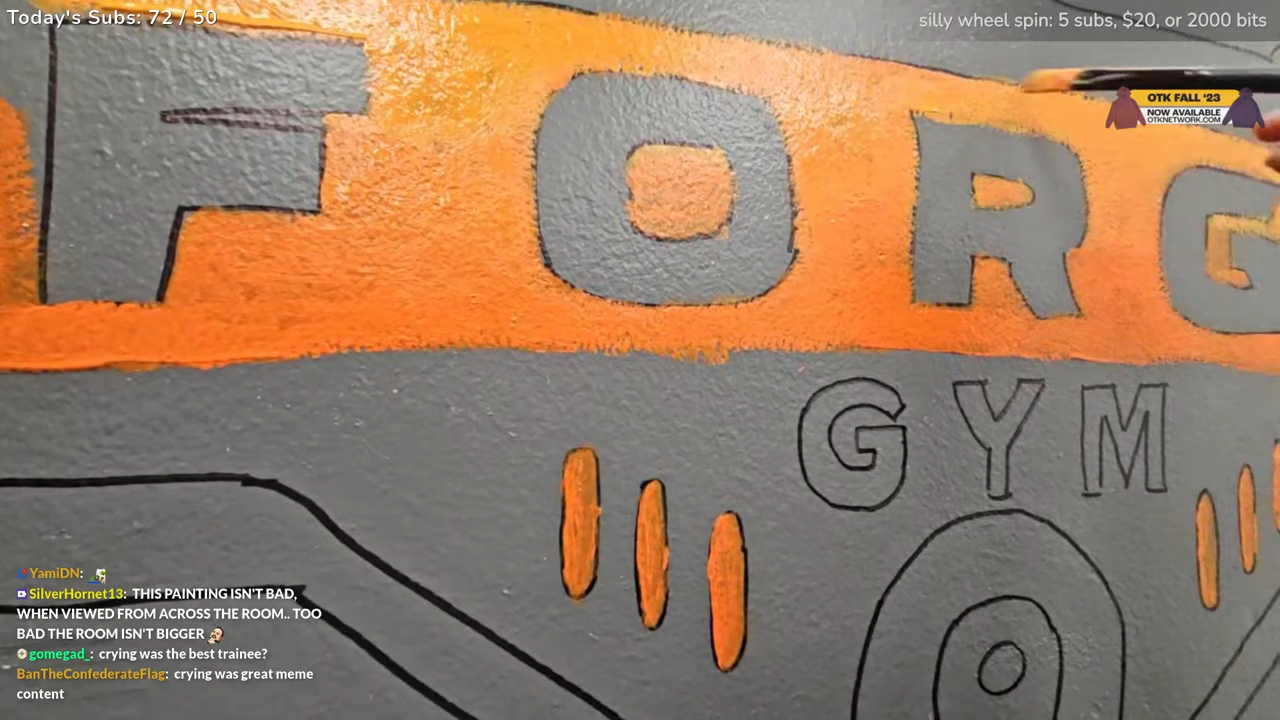 Today's Subs: 72 / 50
silly wheel spin: 5 subs, $20, or 2000 bits
OTK FALL '23
NOW AVAILABLE
OTKNETWORK.COM
FORG
GYM
YamiDN:
SilverHornet13: THIS PAINTING ISN'T BAD,
WHEN VIEWED FROM ACROSS THE ROOM.. TOO
BAD THE ROOM ISN'T BIGGER
gomegad_: crying was the best trainee?
BanTheConfederateFlag: crying was great meme
content